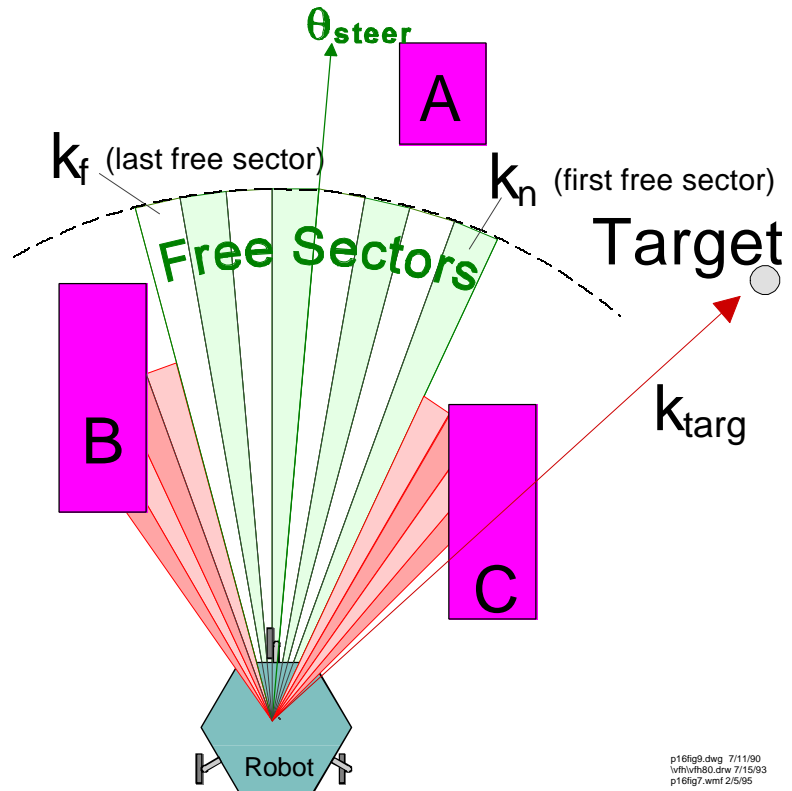 θsteer
A
kf (last free sector)
kn (first free sector)
Target
Free Sectors
B
ktarg
C
Robot
p16fig9.dwg 7/11/90
\vfh\vfh80.drw 7/15/93
p16fig7.wmf 2/5/95